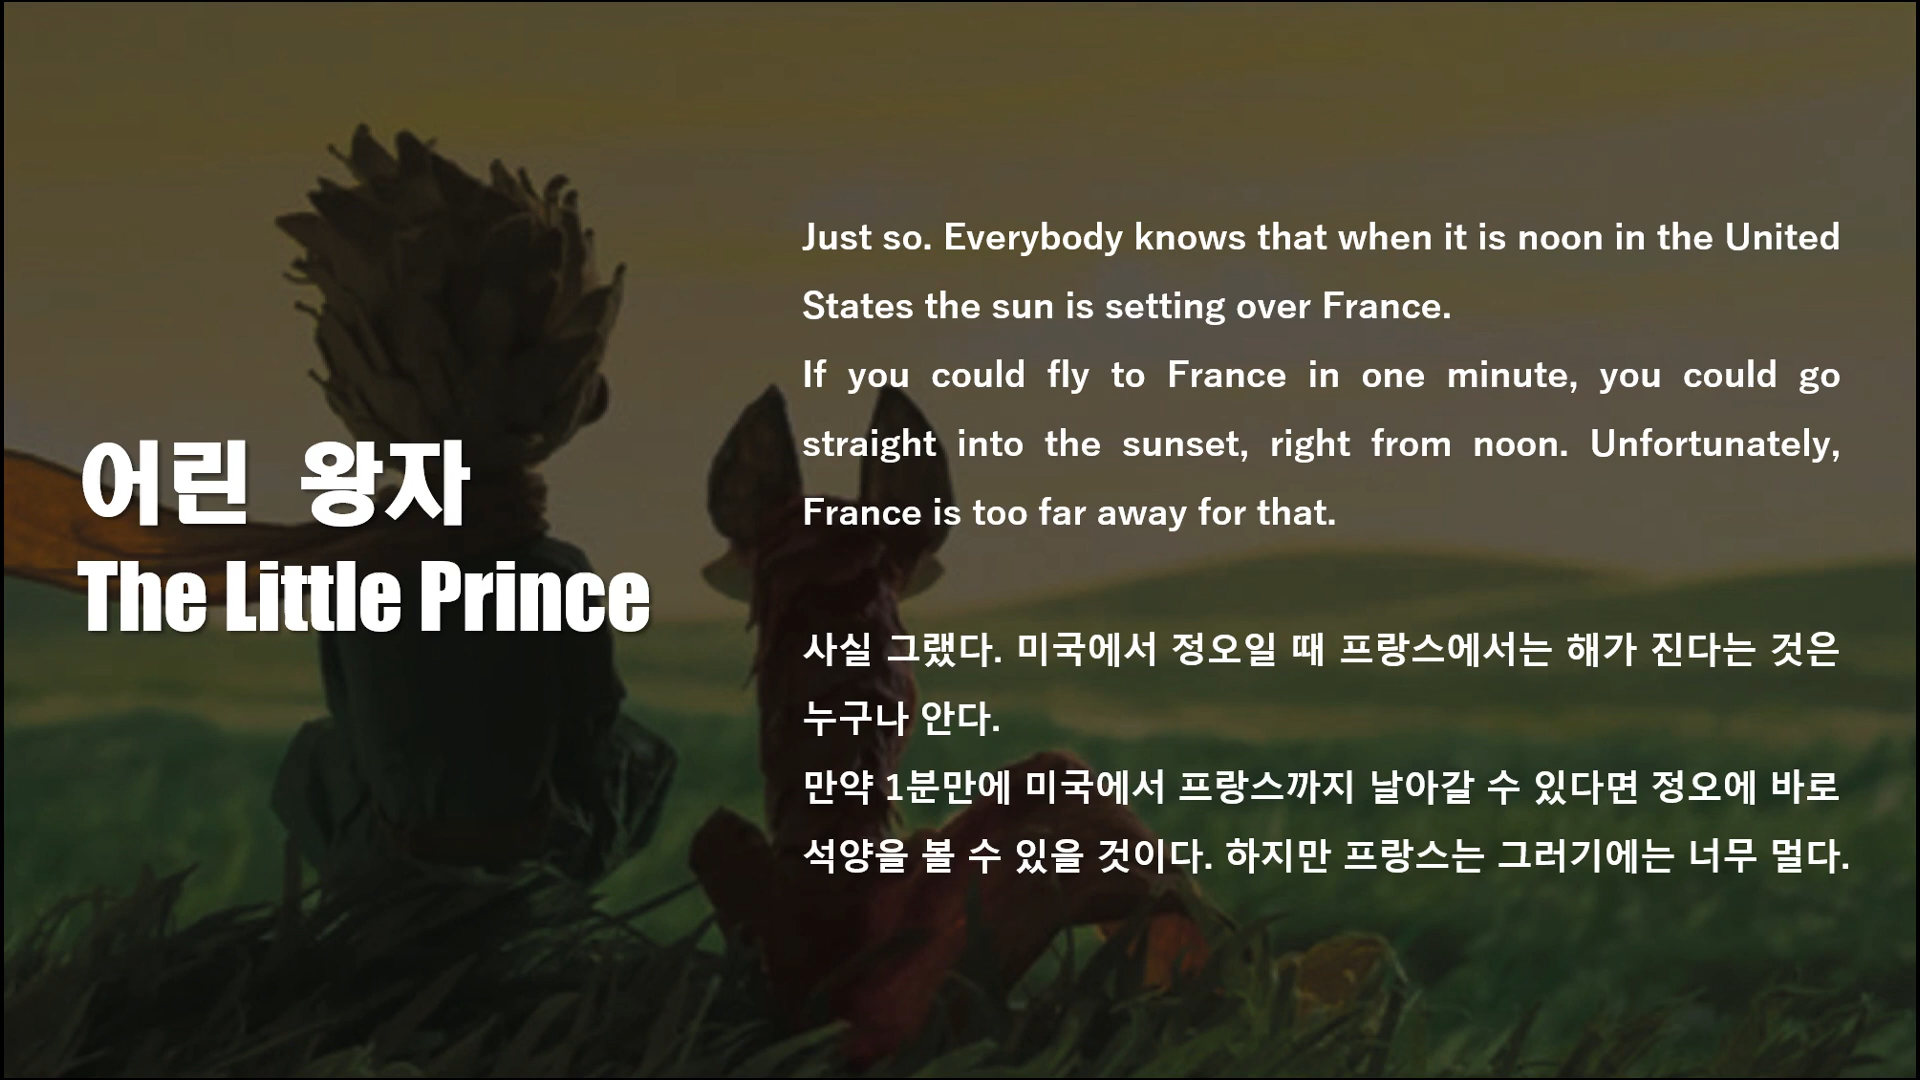 어린 왕자
The Little Prince
Just so. Everybody knows that when it is noon in the United
States the sun is setting over France.
If you could fly to France in one minute, you could go
straight into the sunset, right from noon. Unfortunately,
France is too far away for that.
사실 그랬다. 미국에서 정오일 때 프랑스에서는 해가 진다는 것은
누구나 안다.
만약 1분만에 미국에서 프랑스까지 날아갈 수 있다면 정오에 바로
석양을 볼 수 있을 것이다. 하지만 프랑스는 그러기에는 너무 멀다.